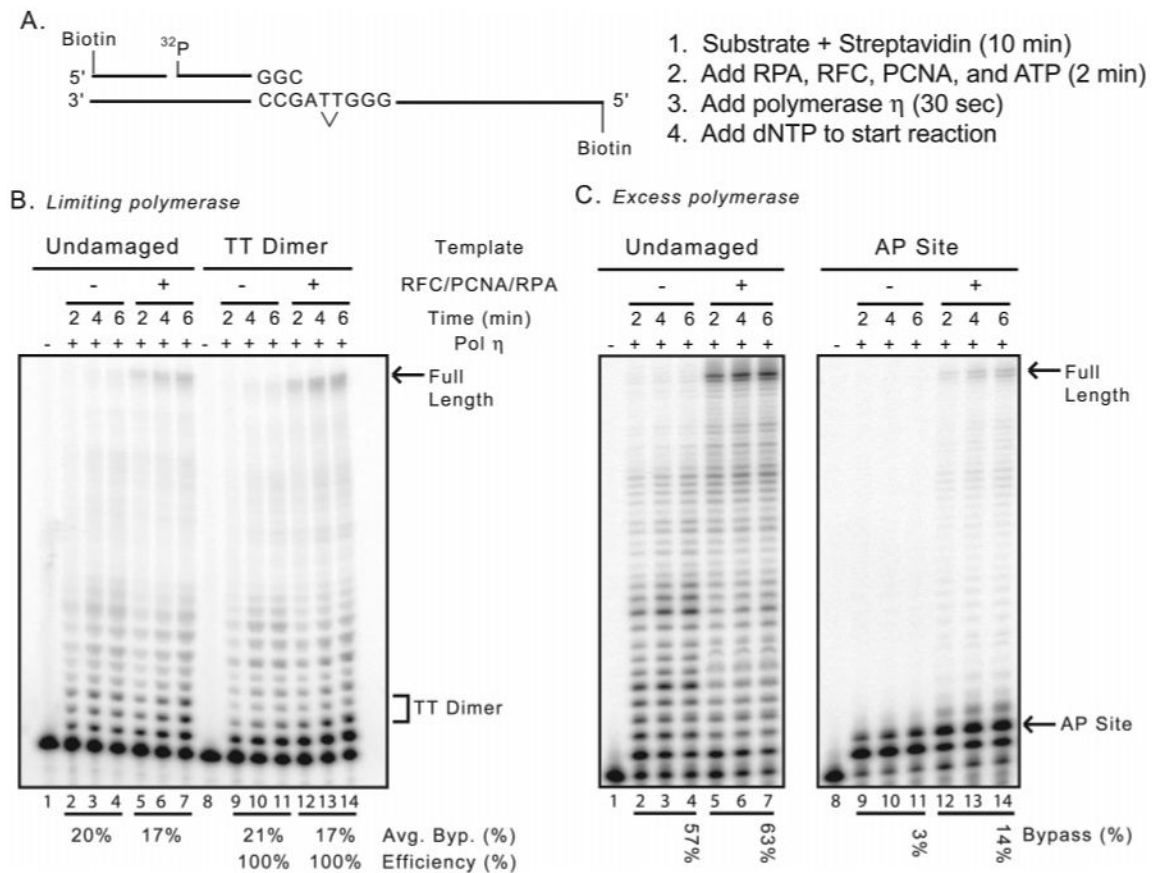 A.
Biotin
32P
5' GGC
3' CCGATTGGG 5'
Biotin
1. Substrate + Streptavidin (10 min)
2. Add RPA, RFC, PCNA, and ATP (2 min)
3. Add polymerase η (30 sec)
4. Add dNTP to start reaction
B. Limiting polymerase
Undamaged TT Dimer Template
- + - + RFC/PCNA/RPA
2 4 6 2 4 6 2 4 6 2 4 6 Time (min)
- + + + + + + - + + + + + + Pol η
Full
Length
TT Dimer
1 2 3 4 5 6 7 8 9 10 11 12 13 14
20% 17% 21% 17% Avg. Byp. (%)
100% 100% Efficiency (%)
C. Excess polymerase
Undamaged AP Site
- + - +
2 4 6 2 4 6 2 4 6 2 4 6
- + + + + + + - + + + + + +
Full
Length
AP Site
1 2 3 4 5 6 7 8 9 10 11 12 13 14
57% 63% 3% 14% Bypass (%)